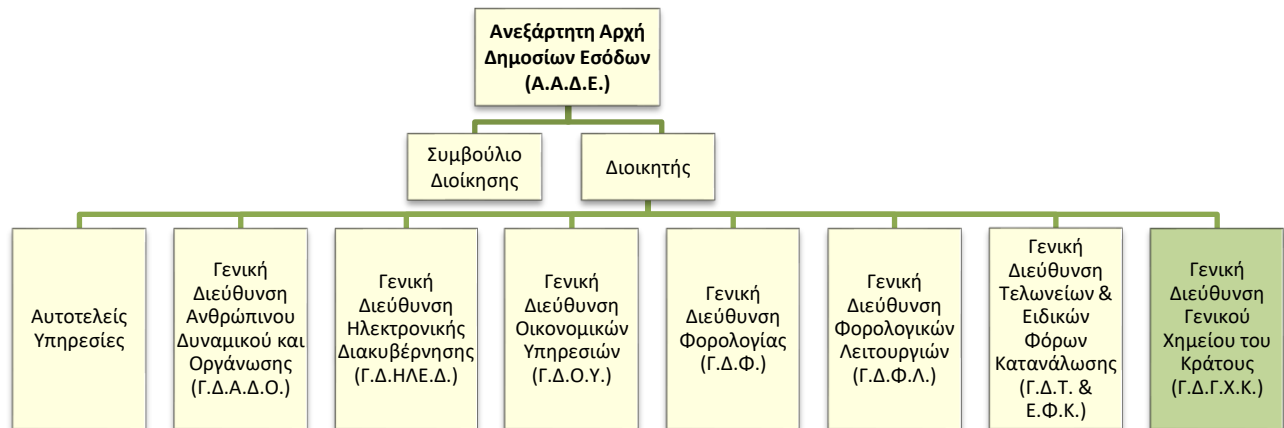 Ανεξάρτητη Αρχή
Δημοσίων Εσόδων
(Α.Α.Δ.Ε.)
Συμβούλιο
Διοίκησης
Διοικητής
Αυτοτελείς
Υπηρεσίες
Γενική
Διεύθυνση
Ανθρώπινου
Δυναμικού και
Οργάνωσης
(Γ.Δ.Α.Δ.Ο.)
Γενική
Διεύθυνση
Ηλεκτρονικής
Διακυβέρνησης
(Γ.Δ.ΗΛΕ.Δ.)
Γενική
Διεύθυνση
Οικονομικών
Υπηρεσιών
(Γ.Δ.Ο.Υ.)
Γενική
Διεύθυνση
Φορολογίας
(Γ.Δ.Φ.)
Γενική
Διεύθυνση
Φορολογικών
Λειτουργιών
(Γ.Δ.Φ.Λ.)
Γενική
Διεύθυνση
Τελωνείων &
Ειδικών
Φόρων
Κατανάλωσης
(Γ.Δ.Τ. &
Ε.Φ.Κ.)
Γενική
Διεύθυνση
Γενικού
Χημείου του
Κράτους
(Γ.Δ.Γ.Χ.Κ.)